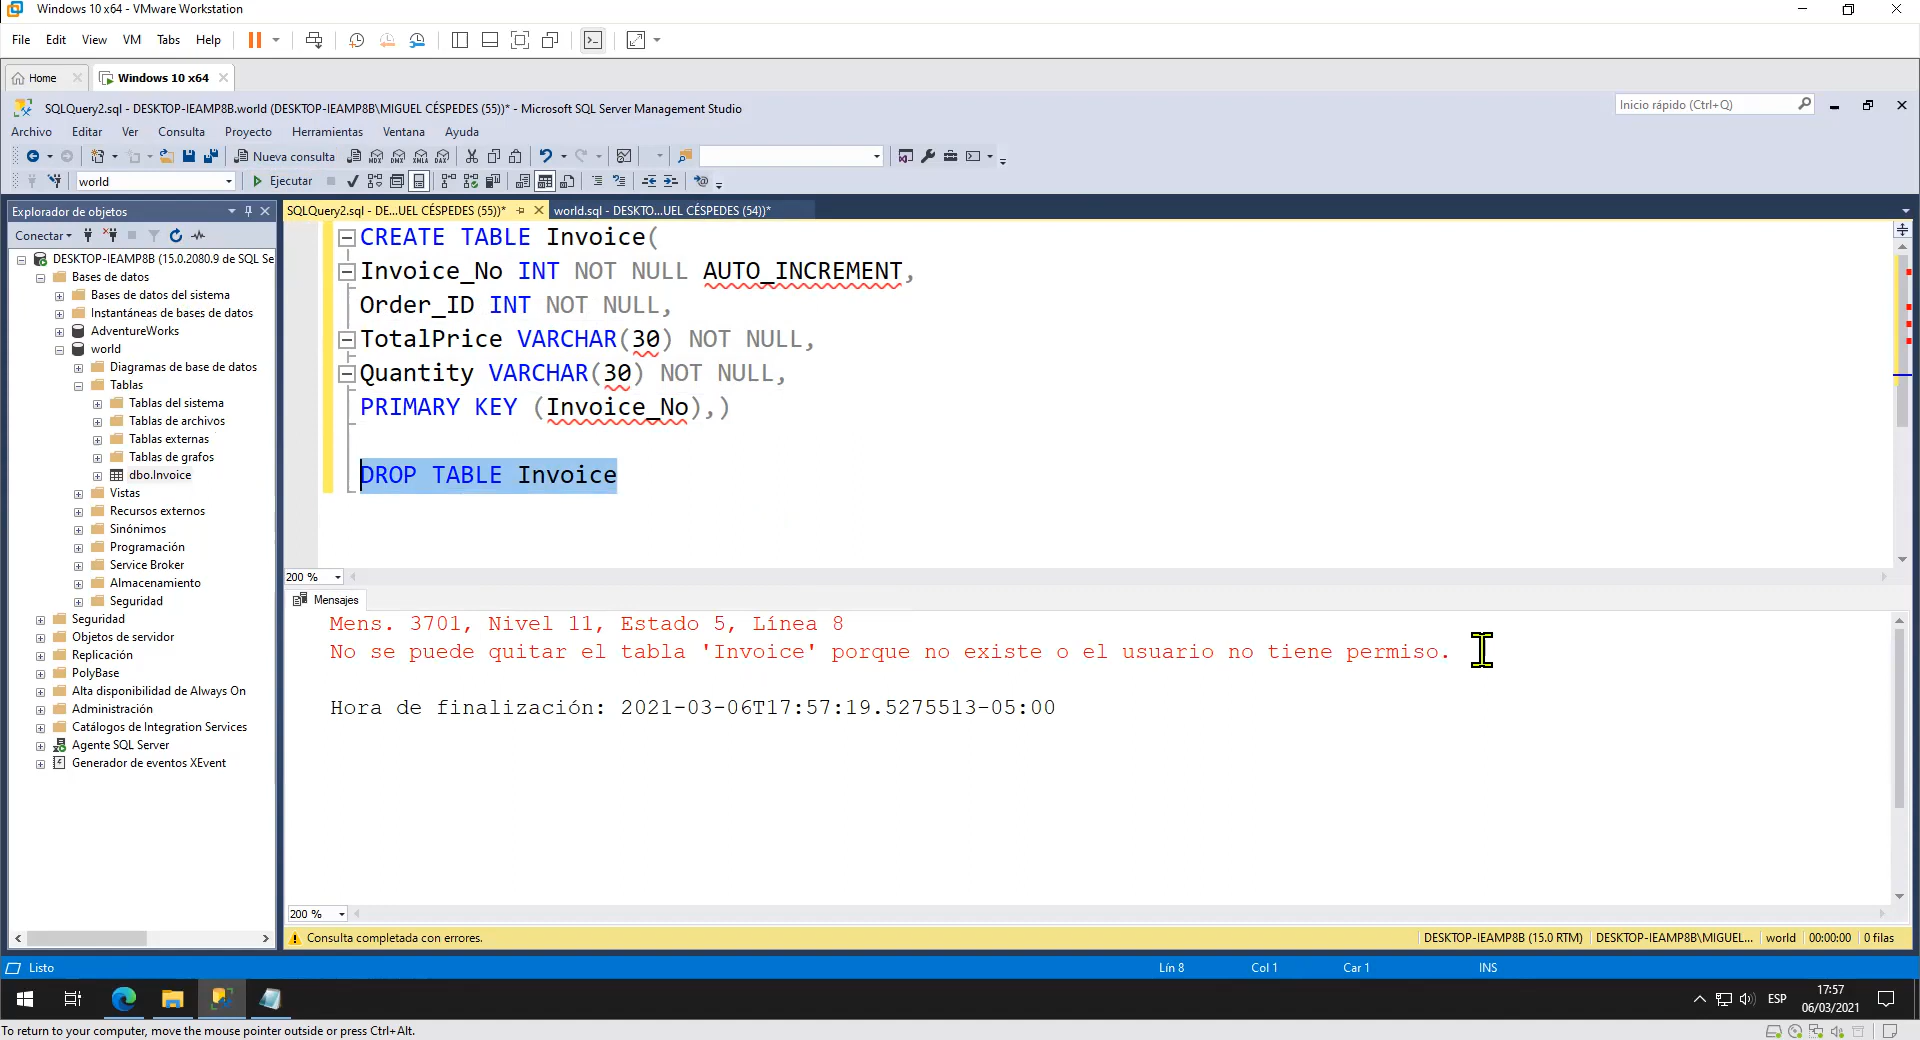 Windows 10 x64 - VMware Workstation
File Edit View VM Tabs Help
Home Windows 10 x64
SQLQuery2.sql - DESKTOP-IEAMP8B.world (DESKTOP-IEAMP8B\MIGUEL CÉSPEDES (55))* - Microsoft SQL Server Management Studio
Inicio rápido (Ctrl+Q)
Archivo Editar Ver Consulta Proyecto Herramientas Ventana Ayuda
Nueva consulta
world Ejecutar
Explorador de objetos
Conectar
DESKTOP-IEAMP8B (15.0.2080.9 de SQL Se
Bases de datos
Bases de datos del sistema
Instantáneas de bases de datos
AdventureWorks
world
Diagramas de base de datos
Tablas
Tablas del sistema
Tablas de archivos
Tablas externas
Tablas de grafos
dbo.Invoice
Vistas
Recursos externos
Sinónimos
Programación
Service Broker
Almacenamiento
Seguridad
Seguridad
Objetos de servidor
Replicación
PolyBase
Alta disponibilidad de Always On
Administración
Catálogos de Integration Services
Agente SQL Server
Generador de eventos XEvent
SQLQuery2.sql - DE...UEL CÉSPEDES (55))* world.sql - DESKTO...UEL CÉSPEDES (54))*
CREATE TABLE Invoice(
Invoice_No INT NOT NULL AUTO_INCREMENT,
Order_ID INT NOT NULL,
TotalPrice VARCHAR(30) NOT NULL,
Quantity VARCHAR(30) NOT NULL,
PRIMARY KEY (Invoice_No),)
DROP TABLE Invoice
200 %
Mensajes
Mens. 3701, Nivel 11, Estado 5, Línea 8
No se puede quitar el tabla 'Invoice' porque no existe o el usuario no tiene permiso.
Hora de finalización: 2021-03-06T17:57:19.5275513-05:00
200 %
Consulta completada con errores. DESKTOP-IEAMP8B (15.0 RTM) DESKTOP-IEAMP8B\MIGUEL... world 00:00:00 0 filas
Listo Lín 8 Col 1 Car 1 INS
ESP 17:57
06/03/2021
To return to your computer, move the mouse pointer outside or press Ctrl+Alt.